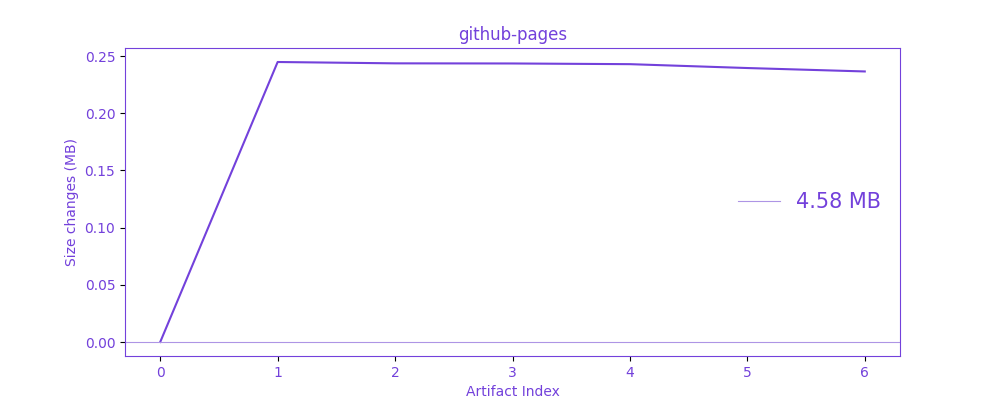 github-pages
0.25
0.20
0.15
0.10
0.05
0.00
Size changes (MB)
4.58 MB
0 1 2 3 4 5 6
Artifact Index